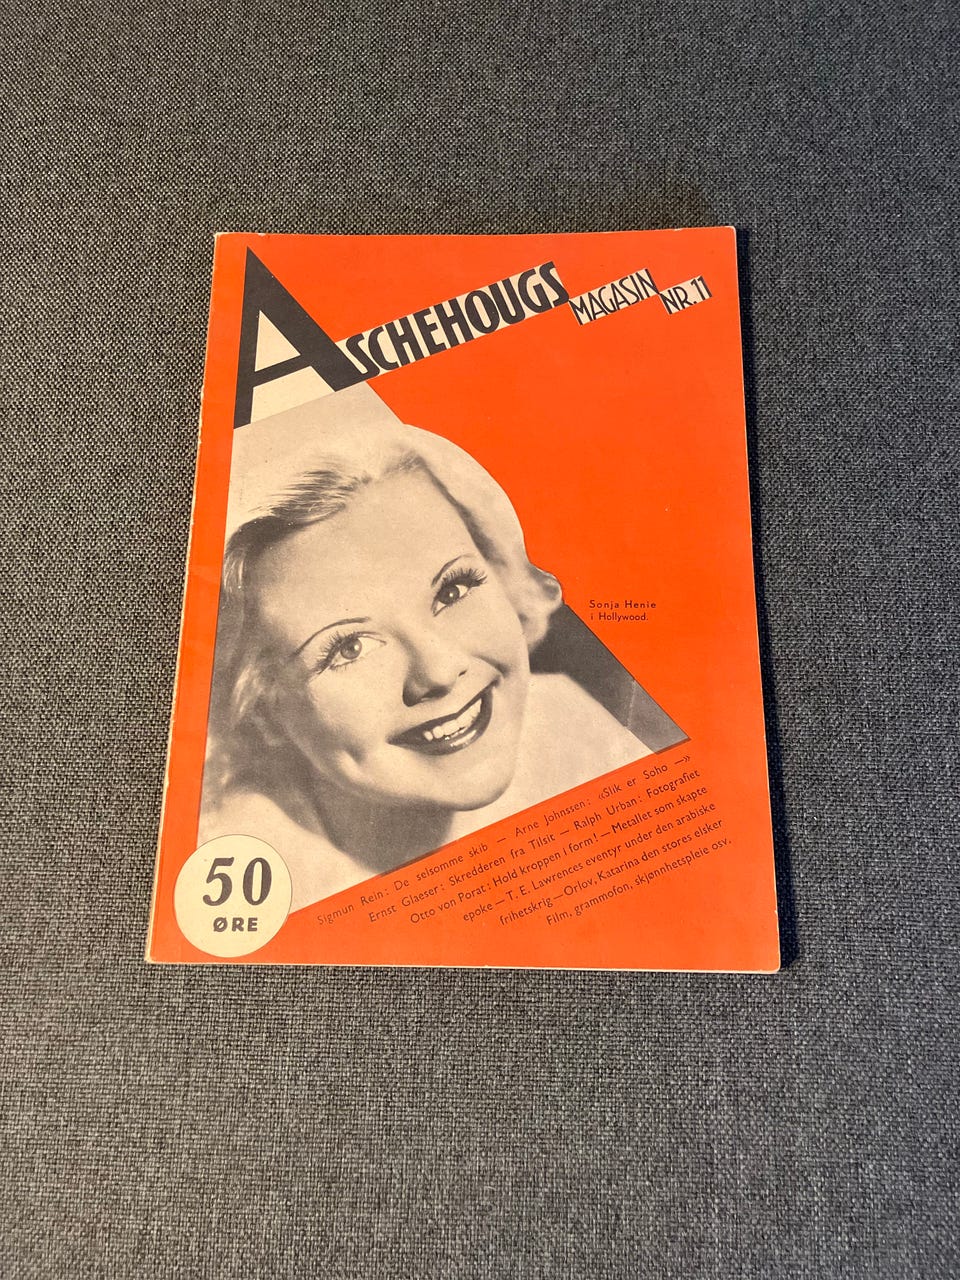 ASCHEHOUGS MAGASIN NR. 11
Sonja Henie
i Hollywood.
Sigmun Rein: De selsomme skib — Arne Johnssen: «Slik er Soho —»
Ernst Glaeser: Skredderen fra Tilsit — Ralph Urban: Fotografiet
Otto von Porat: Hold kroppen i form! — Metallet som skapte
epoke — T. E. Lawrences eventyr under den arabiske
frihetskrig — Orlov, Katarina den stores elsker
Film, grammofon, skjønnhetspleie osv.
50
ØRE